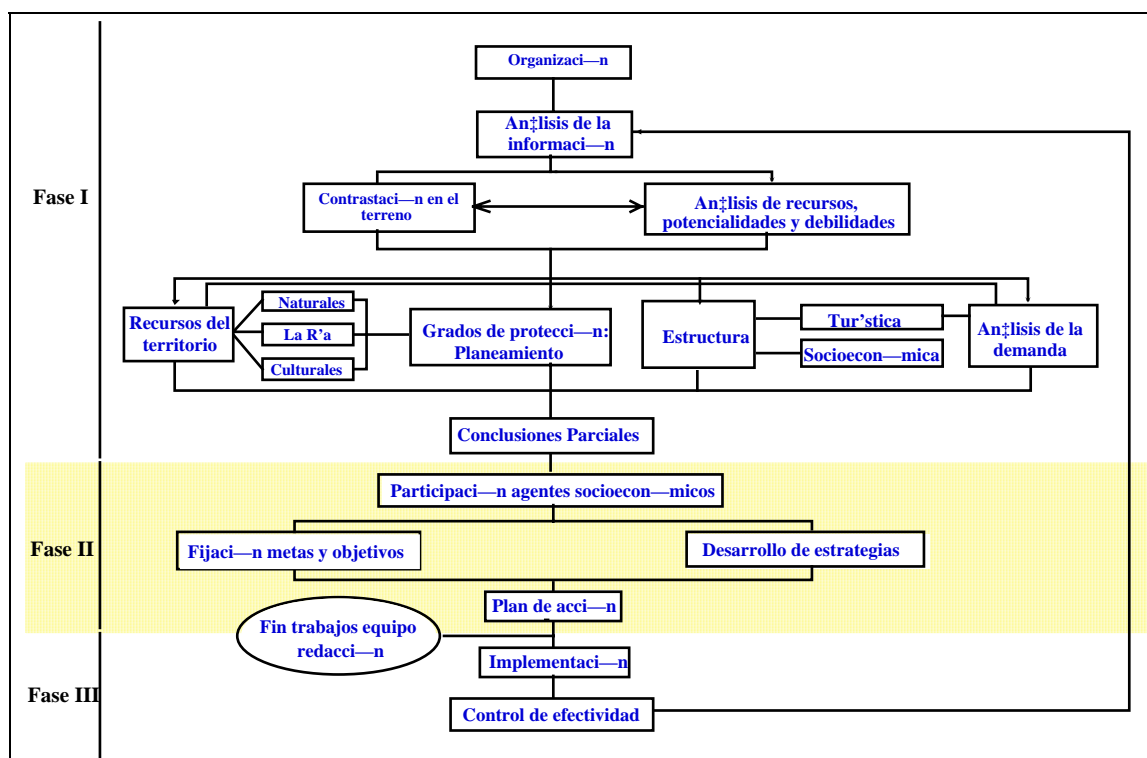 Organizaci—n
An‡lisis de la
informaci—n
Fase I
Contrastaci—n en el
terreno
An‡lisis de recursos,
potencialidades y debilidades
Recursos del
territorio
Naturales
La R'a
Culturales
Grados de protecci—n:
Planeamiento
Estructura
Tur'stica
Socioecon—mica
An‡lisis de la
demanda
Conclusiones Parciales
Participaci—n agentes socioecon—micos
Fase II
Fijaci—n metas y objetivos
Desarrollo de estrategias
Plan de acci—n
Fin trabajos equipo
redacci—n
Implementaci—n
Fase III
Control de efectividad